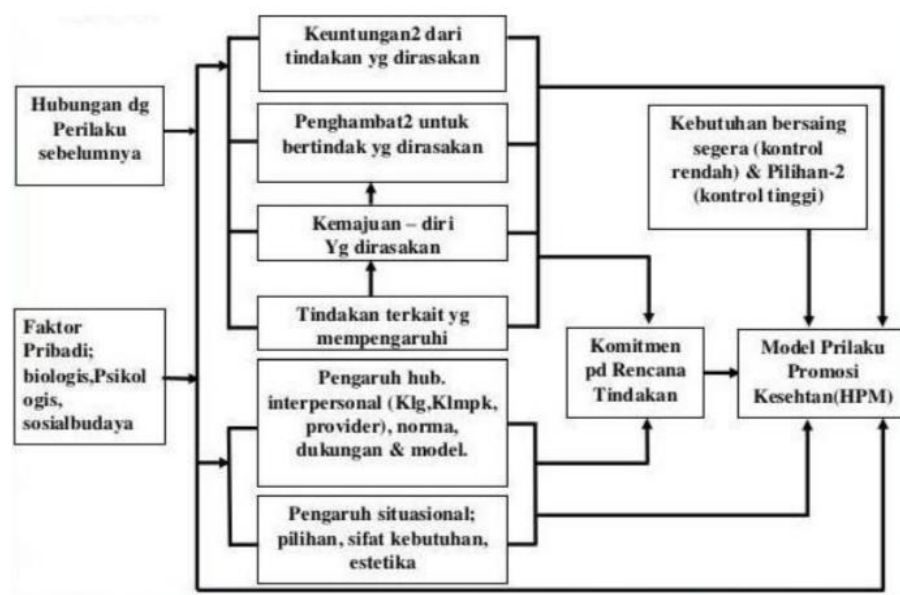 Hubungan dg
Perilaku
sebelumnya
Faktor
Pribadi;
biologis,Psikol
ogis,
sosialbudaya
Keuntungan2 dari
tindakan yg dirasakan
Penghambat2 untuk
bertindak yg dirasakan
Kemajuan – diri
Yg dirasakan
Tindakan terkait yg
mempengaruhi
Pengaruh hub.
interpersonal (Klg,Klmpk,
provider), norma,
dukungan & model.
Pengaruh situasional;
pilihan, sifat kebutuhan,
estetika
Komitmen
pd Rencana
Tindakan
Kebutuhan bersaing
segera (kontrol
rendah) & Pilihan-2
(kontrol tinggi)
Model Prilaku
Promosi
Kesehtan(HPM)